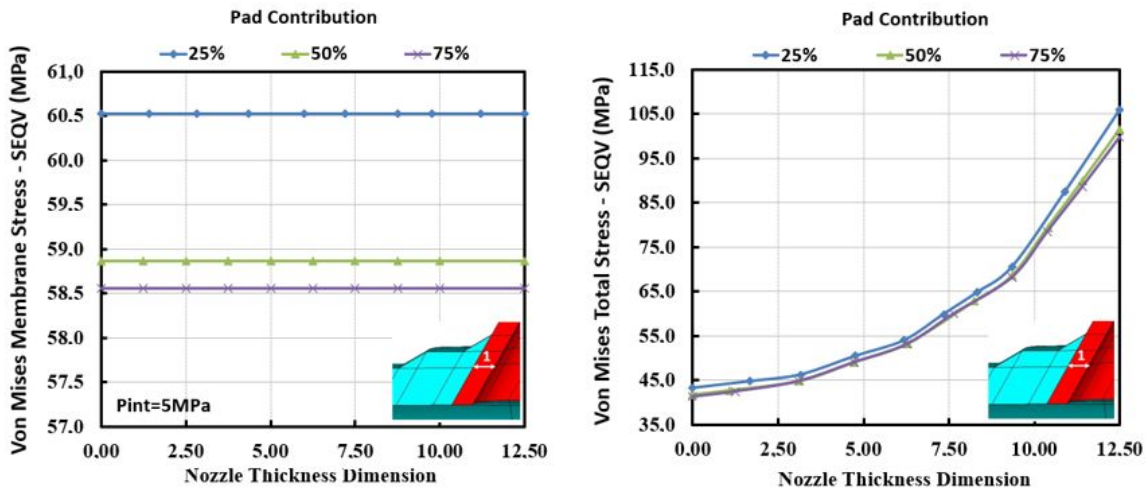 Pad Contribution
25% 50% 75%
Von Mises Membrane Stress - SEQV (MPa)
61,0
60.5
60.0
59.5
59.0
58.5
58.0
57.5
57.0
1
Pint=5MPa
0.00 2.50 5.00 7.50 10.00 12.50
Nozzle Thickness Dimension
Pad Contribution
25% 50% 75%
Von Mises Total Stress - SEQV (MPa)
115.0
105.0
95.0
85.0
75.0
65.0
55.0
45.0
35.0
1
0.00 2.50 5.00 7.50 10.00 12.50
Nozzle Thickness Dimension